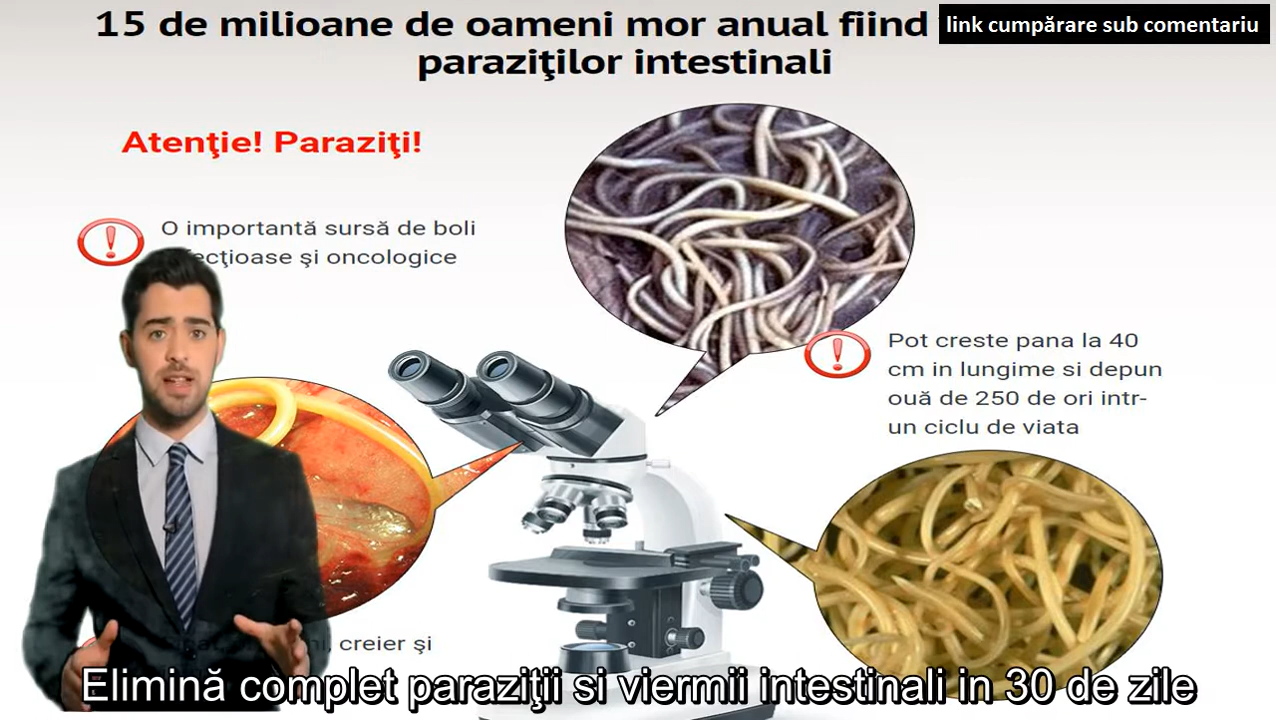 15 de milioane de oameni mor anual fiind
link cumpărare sub comentariu
paraziţilor intestinali
Atenţie! Paraziţi!
O importantă sursă de boli
fecţioase şi oncologice
Pot creste pana la 40
cm in lungime si depun
ouă de 250 de ori intr-
un ciclu de viata
creier şi
Elimină complet paraziţii si viermii intestinali in 30 de zile